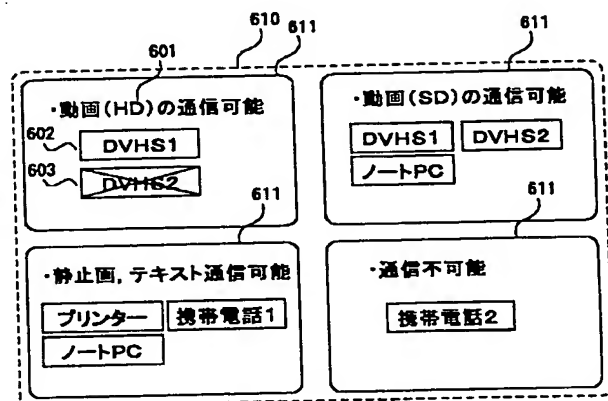 601
610
611
611
・動画(HD)の通信可能
602
DVHS1
603
DVHS2
・動画(SD)の通信可能
DVHS1 DVHS2
ノートPC
611
611
・静止画,テキスト通信可能
プリンター 携帯電話1
ノートPC
・通信不可能
携帯電話2